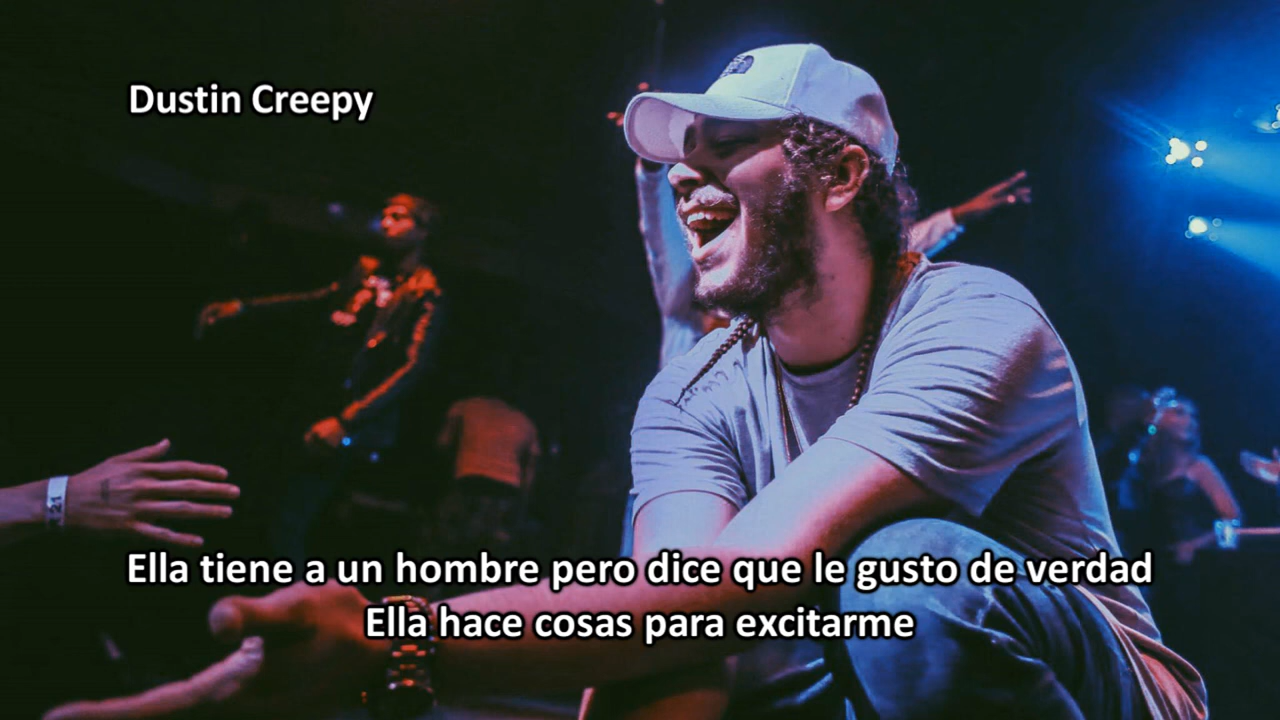 Dustin Creepy
Ella tiene a un hombre pero dice que le gusto de verdad
Ella hace cosas para excitarme